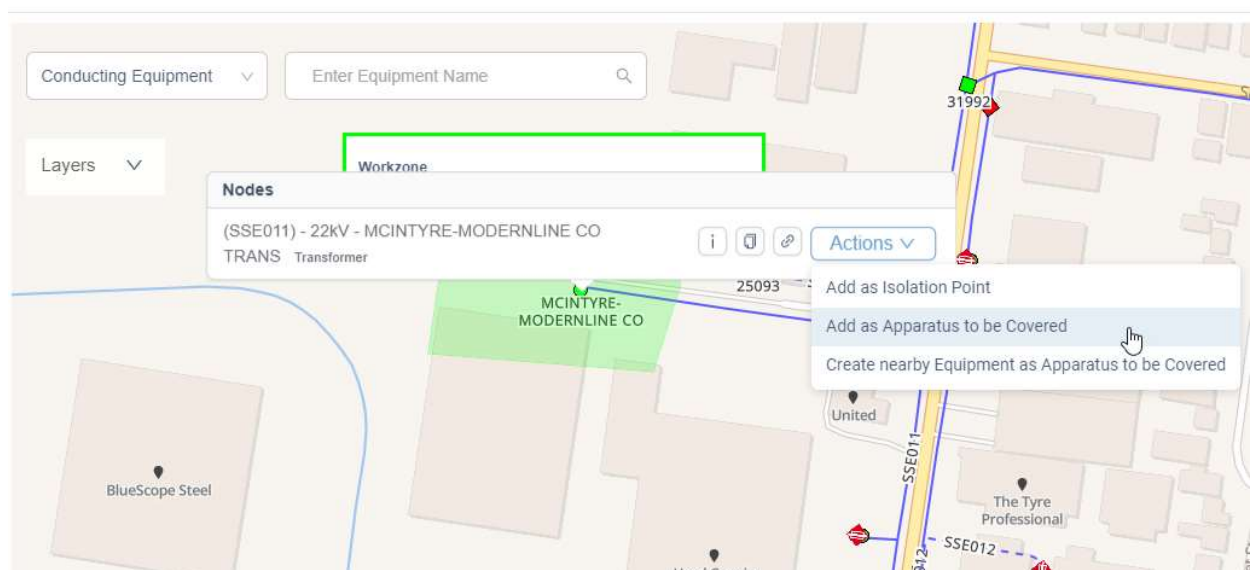 Conducting Equipment
Enter Equipment Name
31992
Layers
Workzone
Nodes
(SSE011) - 22kV - MCINTYRE-MODERNLINE CO
TRANS Transformer
i
Actions
Add as Isolation Point
Add as Apparatus to be Covered
Create nearby Equipment as Apparatus to be Covered
25093
MCINTYRE-
MODERNLINE CO
United
SSE011
BlueScope Steel
The Tyre
Professional
SSE012